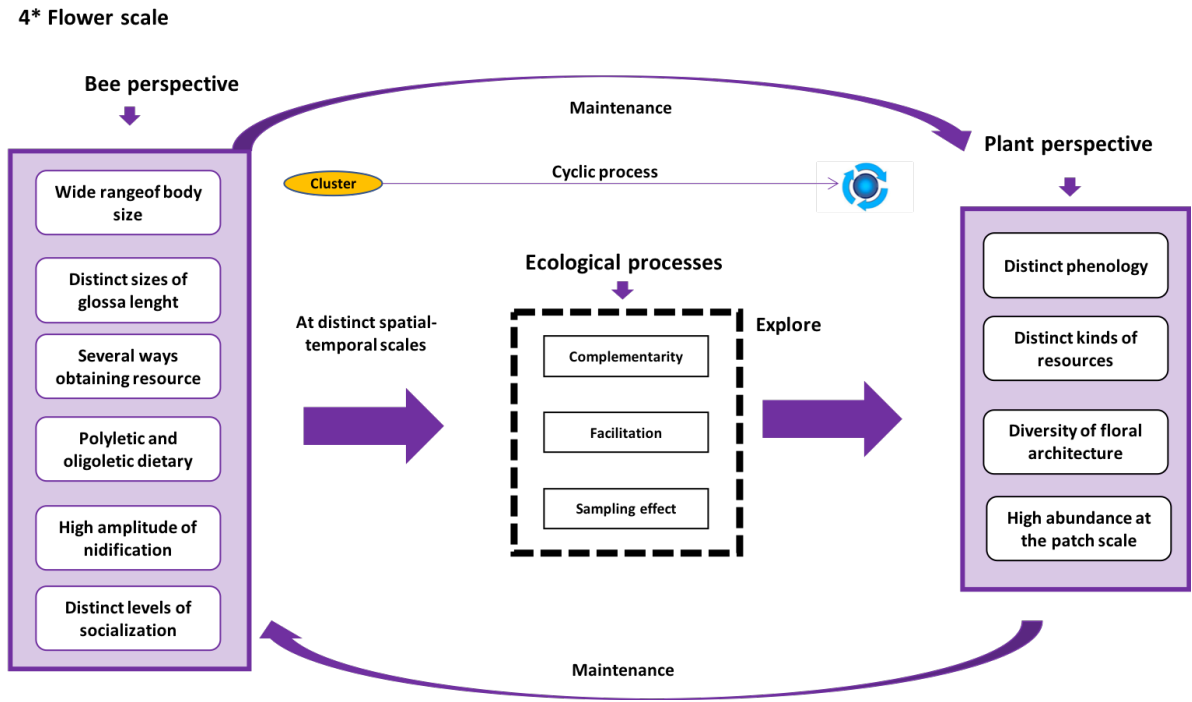 4* Flower scale
Bee perspective
Maintenance
Plant perspective
Cluster
Cyclic process
Wide rangeof body
size
Distinct sizes of
glossa lenght
Several ways
obtaining resource
Polyletic and
oligoletic dietary
High amplitude of
nidification
Distinct levels of
socialization
At distinct spatial-
temporal scales
Ecological processes
Complementarity
Facilitation
Sampling effect
Explore
Distinct phenology
Distinct kinds of
resources
Diversity of floral
architecture
High abundance at
the patch scale
Maintenance